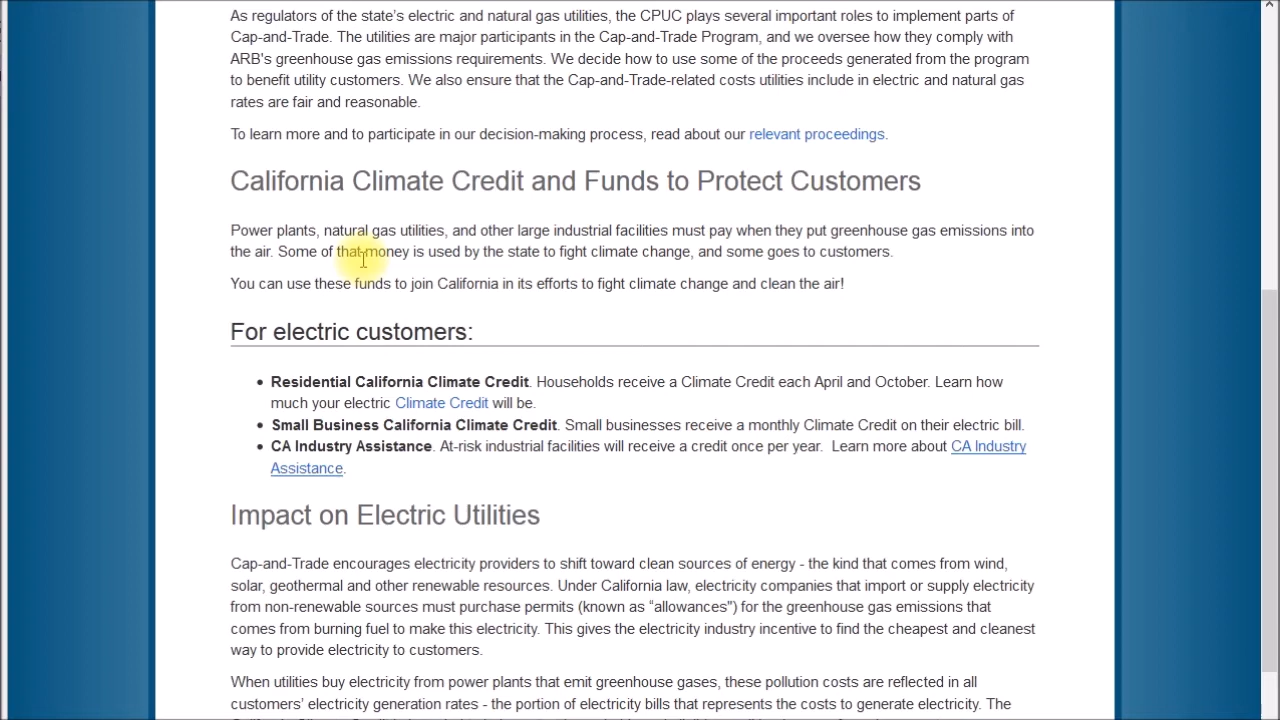 As regulators of the state's electric and natural gas utilities, the CPUC plays several important roles to implement parts of
Cap-and-Trade. The utilities are major participants in the Cap-and-Trade Program, and we oversee how they comply with
ARB's greenhouse gas emissions requirements. We decide how to use some of the proceeds generated from the program
to benefit utility customers. We also ensure that the Cap-and-Trade-related costs utilities include in electric and natural gas
rates are fair and reasonable.
To learn more and to participate in our decision-making process, read about our relevant proceedings.
California Climate Credit and Funds to Protect Customers
Power plants, natural gas utilities, and other large industrial facilities must pay when they put greenhouse gas emissions into
the air. Some of that money is used by the state to fight climate change, and some goes to customers.
You can use these funds to join California in its efforts to fight climate change and clean the air!
For electric customers:
• Residential California Climate Credit. Households receive a Climate Credit each April and October. Learn how
much your electric Climate Credit will be.
• Small Business California Climate Credit. Small businesses receive a monthly Climate Credit on their electric bill.
• CA Industry Assistance. At-risk industrial facilities will receive a credit once per year.  Learn more about CA Industry
Assistance.
Impact on Electric Utilities
Cap-and-Trade encourages electricity providers to shift toward clean sources of energy - the kind that comes from wind,
solar, geothermal and other renewable resources. Under California law, electricity companies that import or supply electricity
from non-renewable sources must purchase permits (known as “allowances") for the greenhouse gas emissions that
comes from burning fuel to make this electricity. This gives the electricity industry incentive to find the cheapest and cleanest
way to provide electricity to customers.
When utilities buy electricity from power plants that emit greenhouse gases, these pollution costs are reflected in all
customers' electricity generation rates - the portion of electricity bills that represents the costs to generate electricity. The